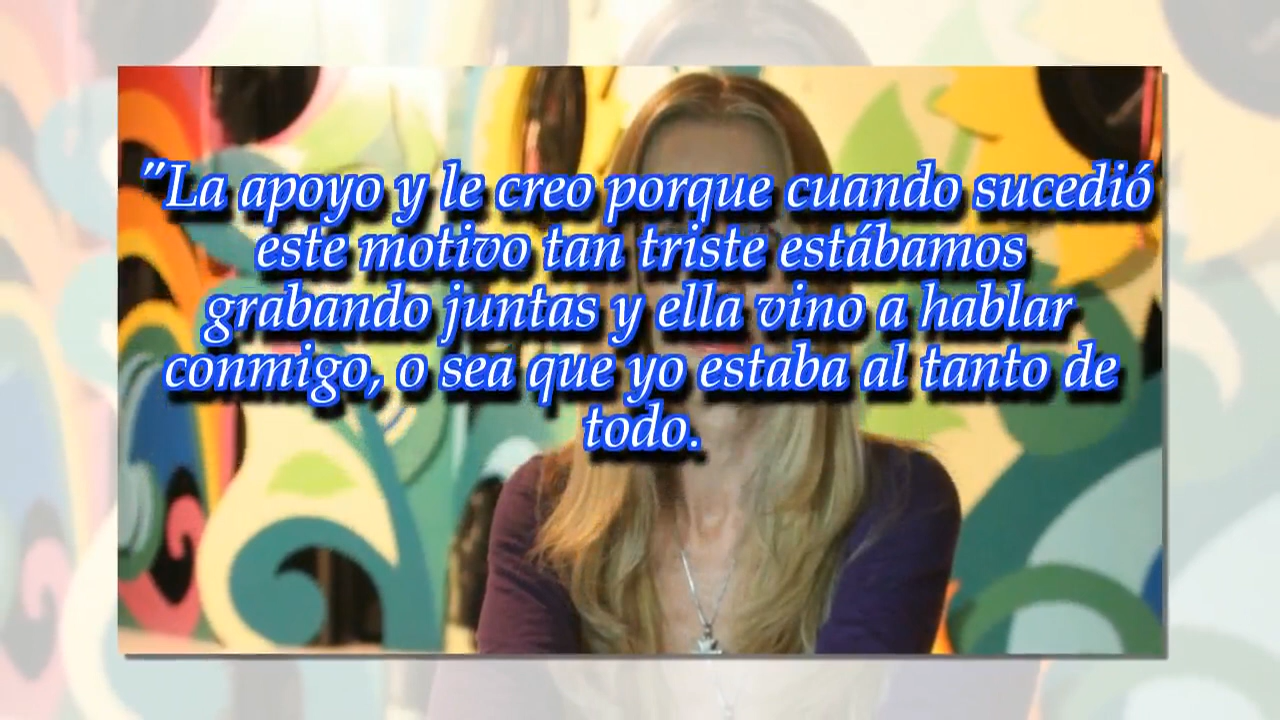 "La apoyo y le creo porque cuando sucedió
este motivo tan triste estábamos
grabando juntas y ella vino a hablar
conmigo, o sea que yo estaba al tanto de
todo.